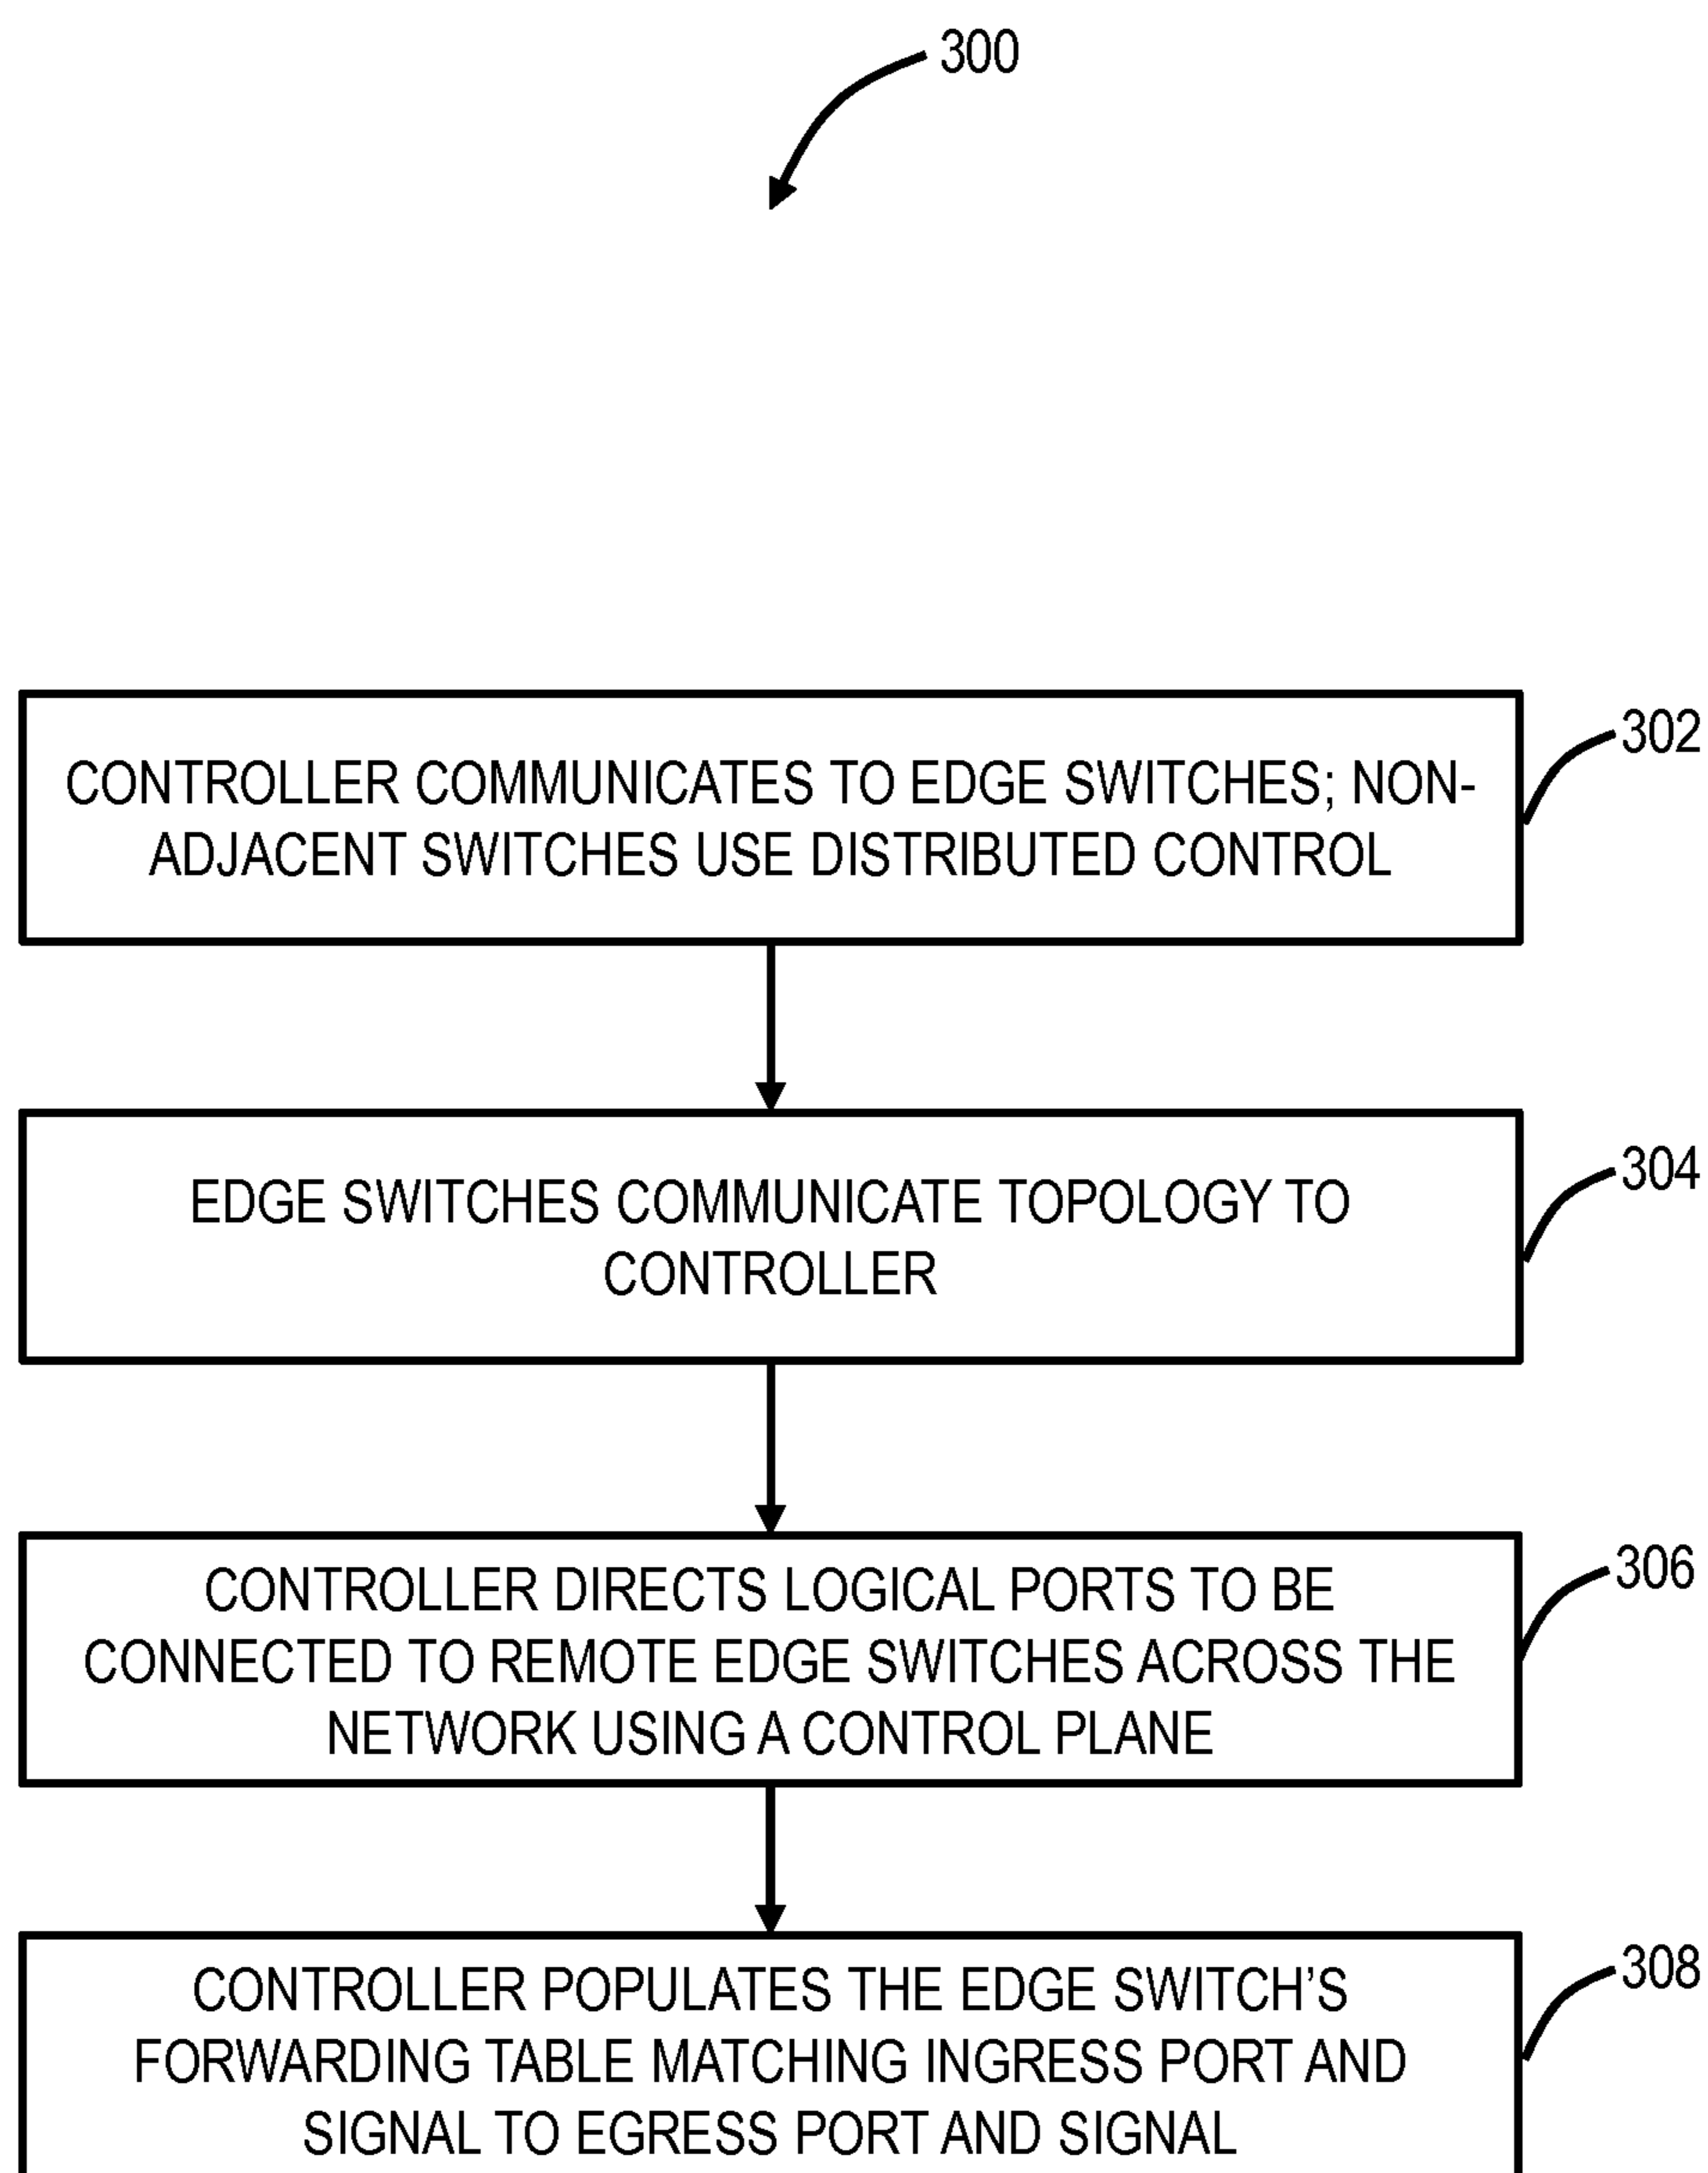 300
302
CONTROLLER COMMUNICATES TO EDGE SWITCHES; NON-
ADJACENT SWITCHES USE DISTRIBUTED CONTROL
304
EDGE SWITCHES COMMUNICATE TOPOLOGY TO
CONTROLLER
306
CONTROLLER DIRECTS LOGICAL PORTS TO BE
CONNECTED TO REMOTE EDGE SWITCHES ACROSS THE
NETWORK USING A CONTROL PLANE
308
CONTROLLER POPULATES THE EDGE SWITCH’S
FORWARDING TABLE MATCHING INGRESS PORT AND
SIGNAL TO EGRESS PORT AND SIGNAL